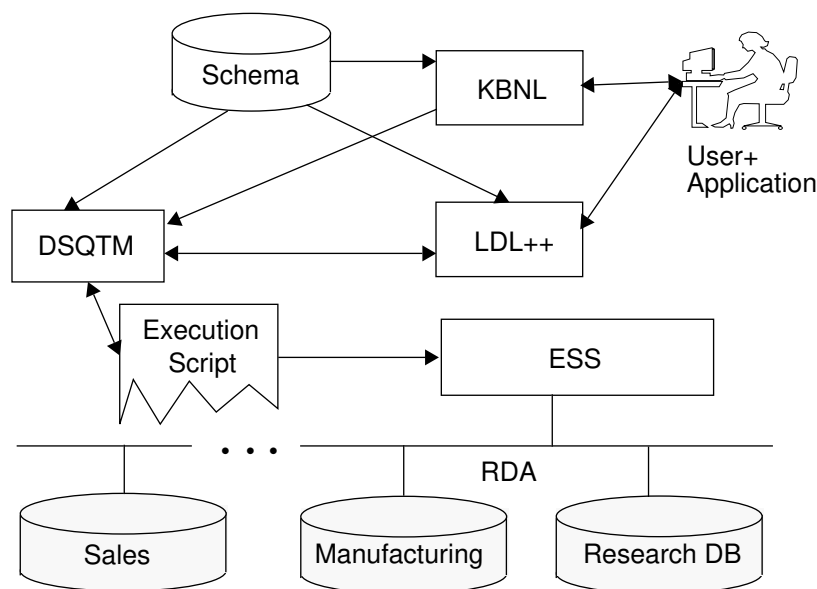 Schema
KBNL
User+
Application
DSQTM
LDL++
Execution
Script
ESS
. . .
RDA
Sales
Manufacturing
Research DB